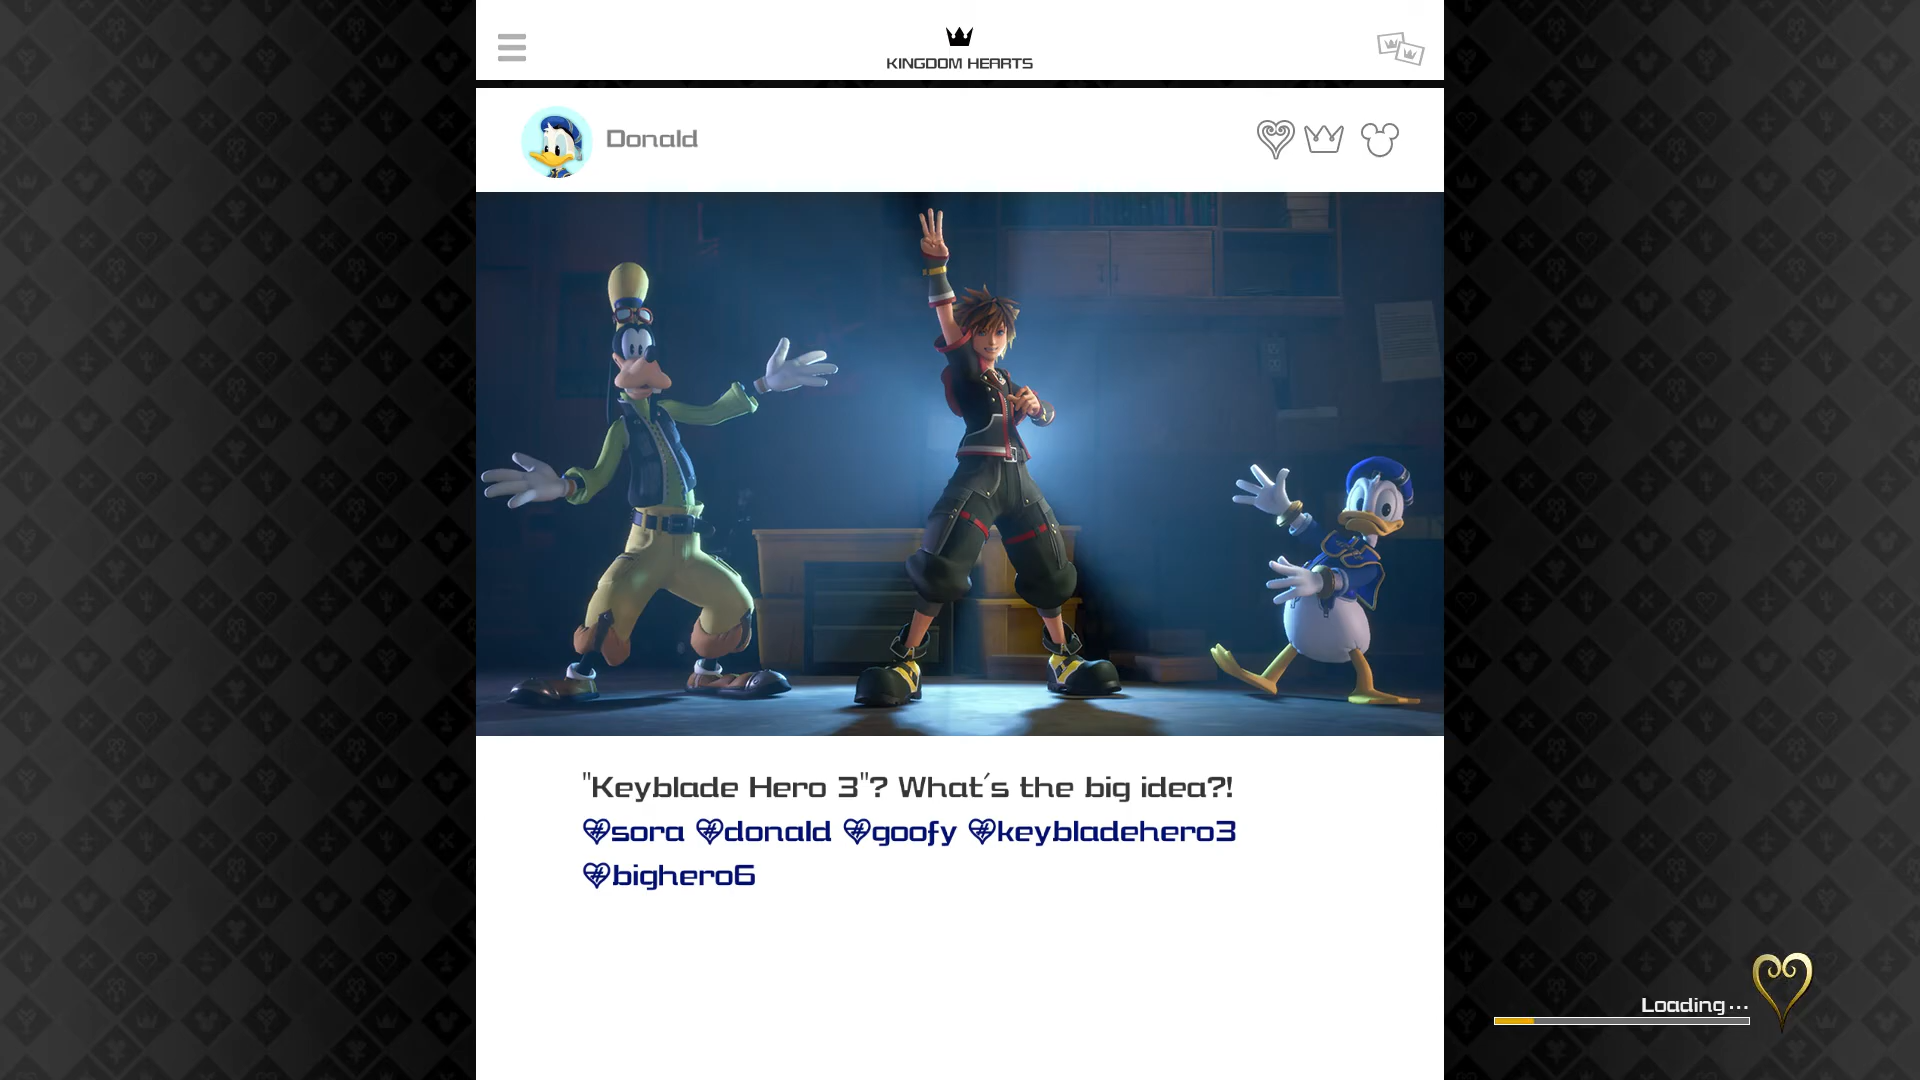 KINGDOM HEARTS
Donald
"Keyblade Hero 3"? What's the big idea?!
#sora #donald #goofy #keybladehero3
#bighero6
Loading...